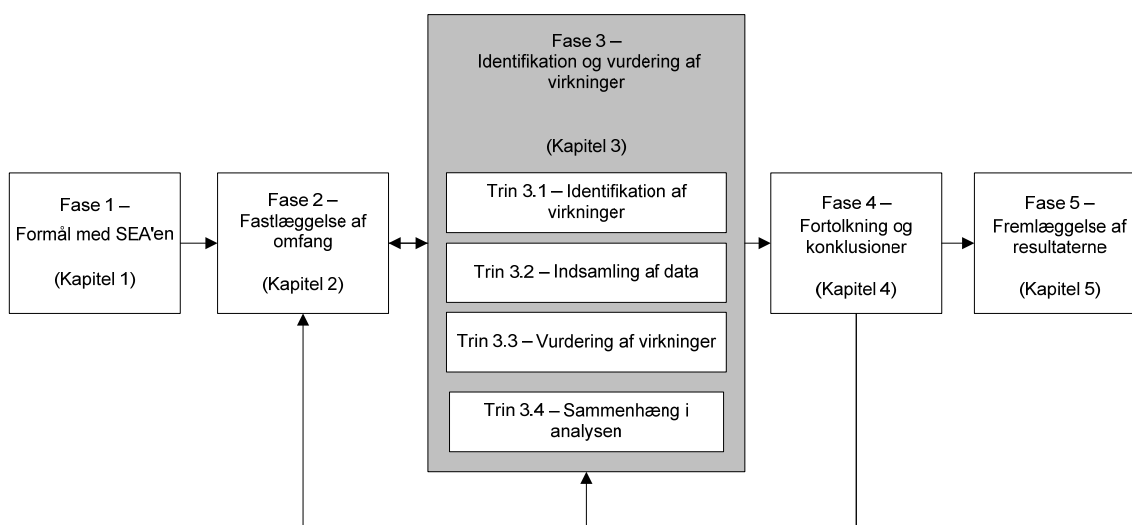 Fase 1 –
Formål med SEA'en
(Kapitel 1)
Fase 2 –
Fastlæggelse af
omfang
(Kapitel 2)
Fase 3 –
Identifikation og vurdering af
virkninger
(Kapitel 3)
Trin 3.1 – Identifikation af
virkninger
Trin 3.2 – Indsamling af data
Trin 3.3 – Vurdering af virkninger
Trin 3.4 – Sammenhæng i
analysen
Fase 4 –
Fortolkning og
konklusioner
(Kapitel 4)
Fase 5 –
Fremlæggelse af
resultaterne
(Kapitel 5)